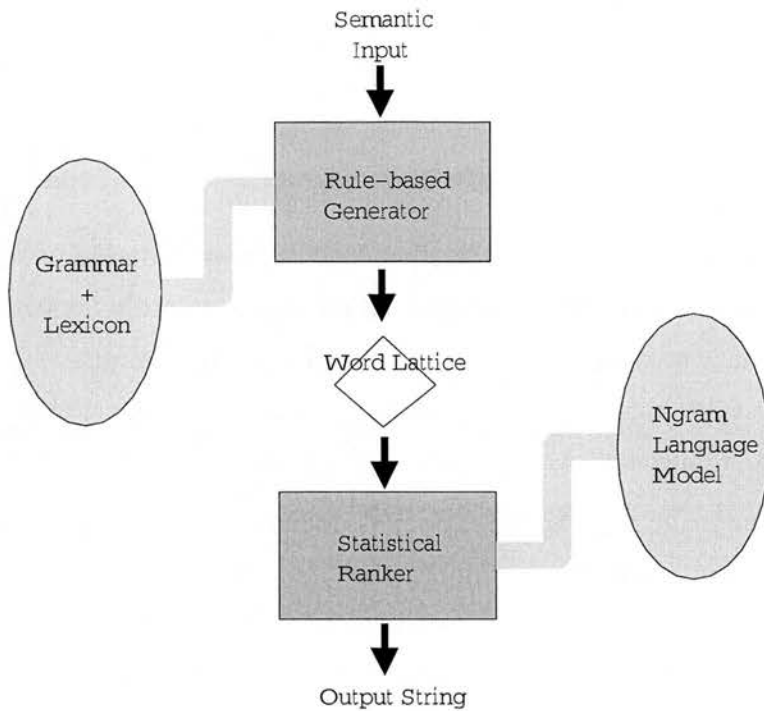 Semantic
Input
Rule-based
Generator
Grammar
+
Lexicon
Word Lattice
Ngram
Language
Model
Statistical
Ranker
Output String